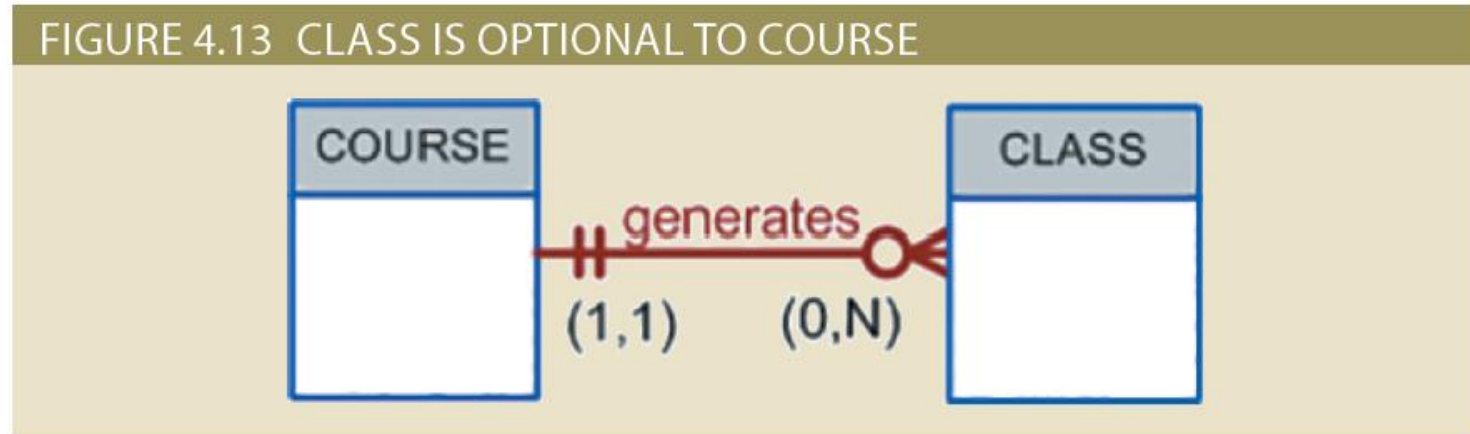 FIGURE 4.13 CLASS IS OPTIONAL TO COURSE
COURSE
CLASS
generates
(1,1)
(0,N)